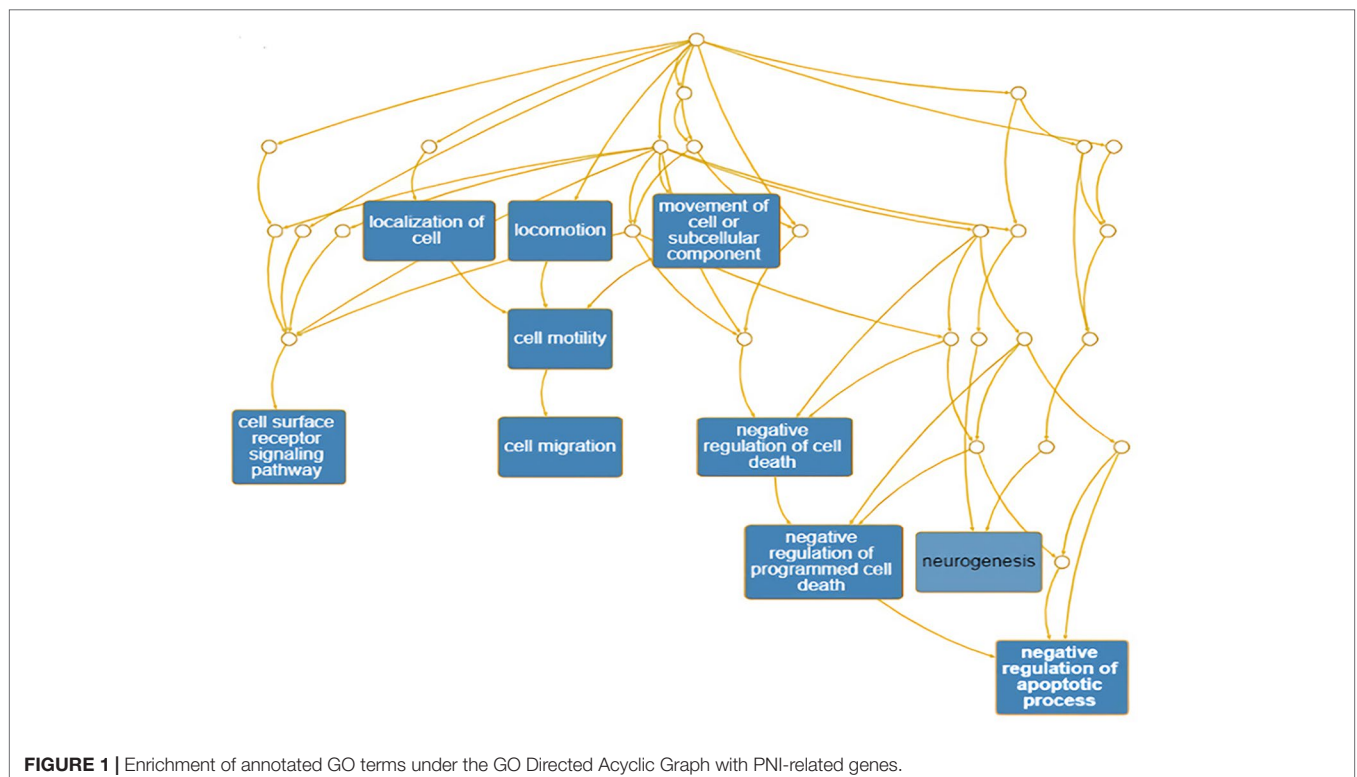 localization of
cell
locomotion
movement of
cell or
subcellular
component
cell motility
cell surface
receptor
signaling
pathway
cell migration
negative
regulation of cell
death
negative
regulation of
programmed cell
death
neurogenesis
negative
regulation of
apoptotic
process
FIGURE 1 | Enrichment of annotated GO terms under the GO Directed Acyclic Graph with PNI-related genes.